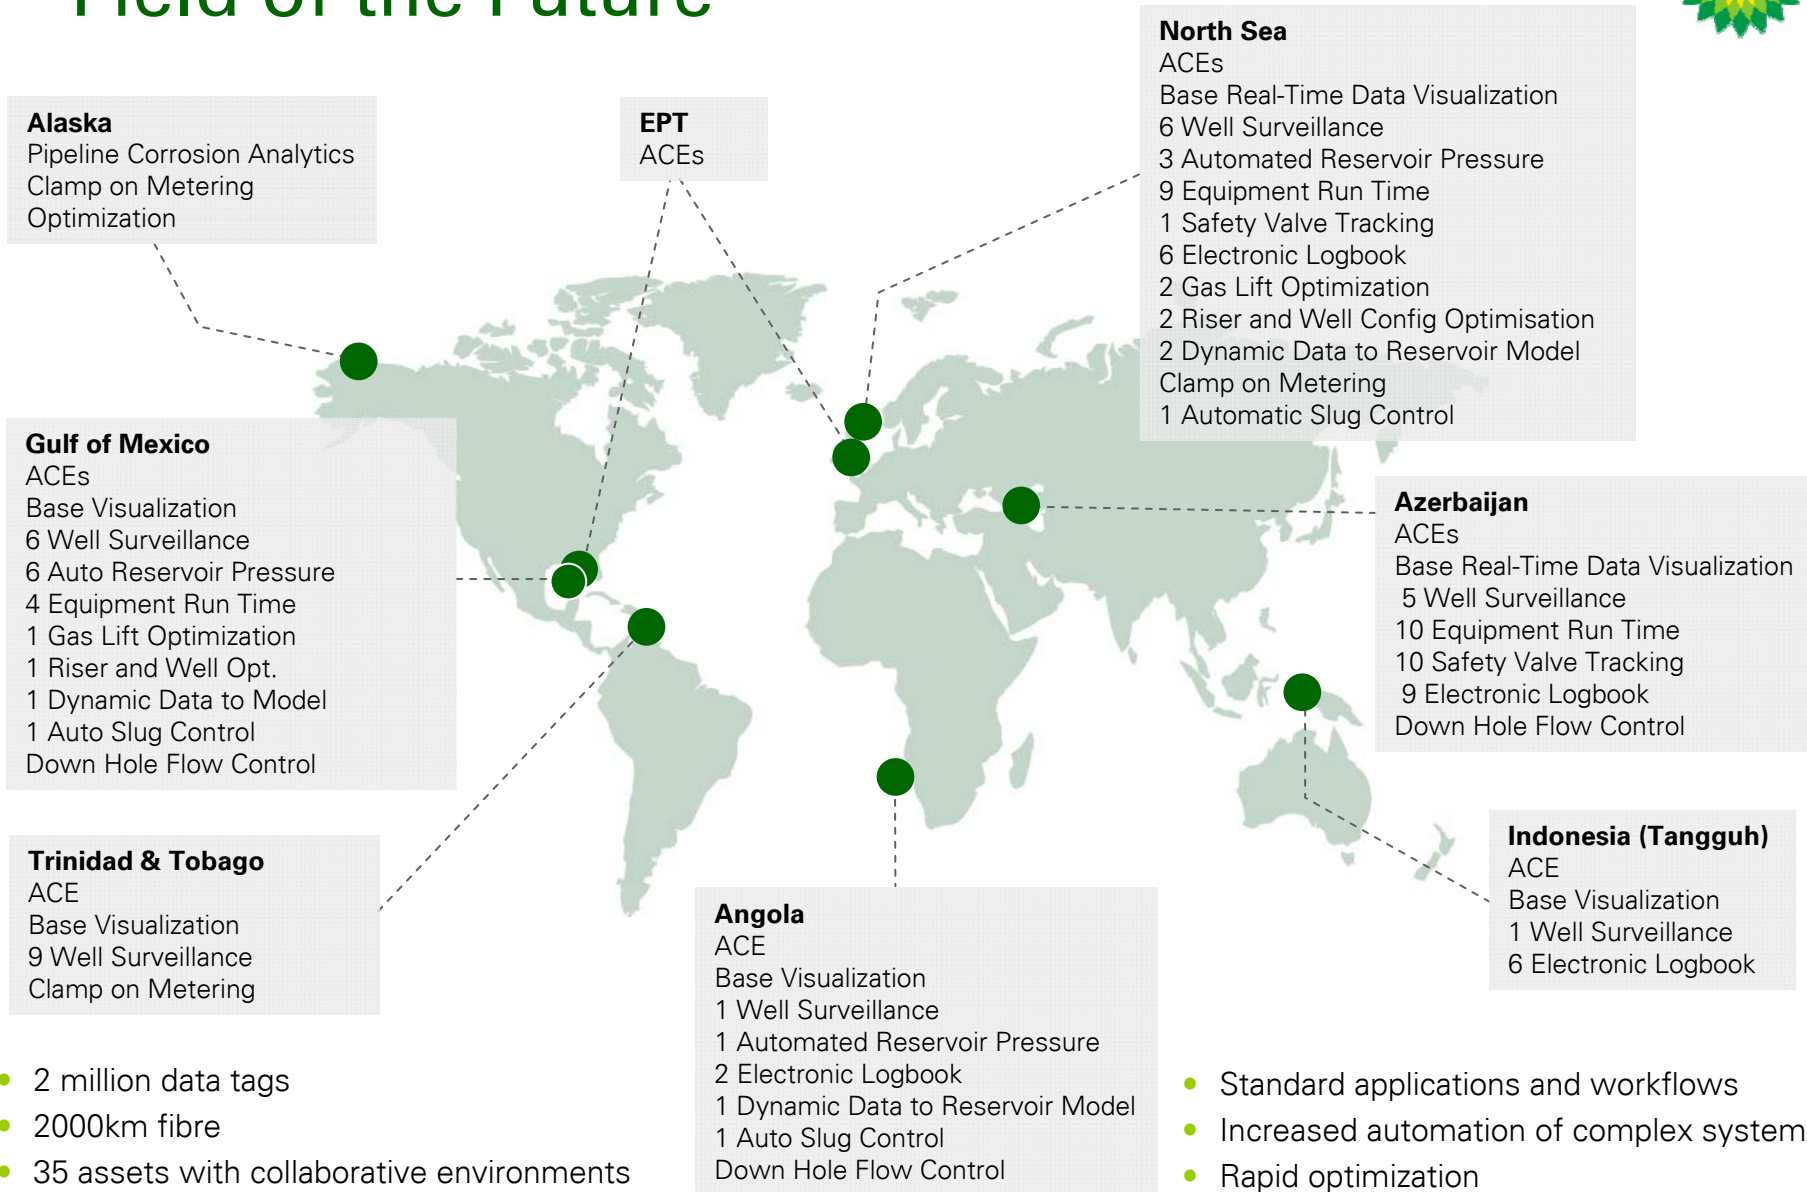 Field of the Future
North Sea
ACEs
Base Real-Time Data Visualization
6 Well Surveillance
3 Automated Reservoir Pressure
9 Equipment Run Time
1 Safety Valve Tracking
6 Electronic Logbook
2 Gas Lift Optimization
2 Riser and Well Config Optimisation
2 Dynamic Data to Reservoir Model
Clamp on Metering
1 Automatic Slug Control
Alaska
Pipeline Corrosion Analytics
Clamp on Metering
Optimization
EPT
ACEs
Gulf of Mexico
ACEs
Base Visualization
6 Well Surveillance
6 Auto Reservoir Pressure
4 Equipment Run Time
1 Gas Lift Optimization
1 Riser and Well Opt.
1 Dynamic Data to Model
1 Auto Slug Control
Down Hole Flow Control
Azerbaijan
ACEs
Base Real-Time Data Visualization
5 Well Surveillance
10 Equipment Run Time
10 Safety Valve Tracking
9 Electronic Logbook
Down Hole Flow Control
Trinidad & Tobago
ACE
Base Visualization
9 Well Surveillance
Clamp on Metering
Angola
ACE
Base Visualization
1 Well Surveillance
1 Automated Reservoir Pressure
2 Electronic Logbook
1 Dynamic Data to Reservoir Model
1 Auto Slug Control
Down Hole Flow Control
Indonesia (Tangguh)
ACE
Base Visualization
1 Well Surveillance
6 Electronic Logbook
• 2 million data tags
• 2000km fibre
• 35 assets with collaborative environments
• Standard applications and workflows
• Increased automation of complex system
• Rapid optimization